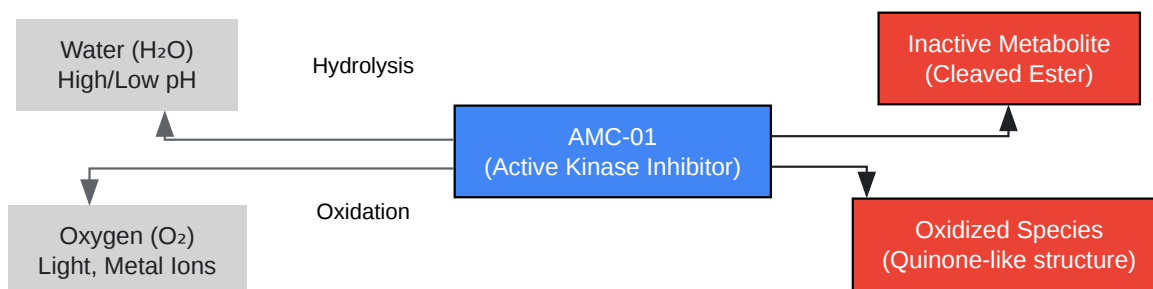 Water (H₂O)
High/Low pH
Hydrolysis
Inactive Metabolite
(Cleaved Ester)
AMC-01
(Active Kinase Inhibitor)
Oxidation
Oxygen (O₂)
Light, Metal Ions
Oxidized Species
(Quinone-like structure)